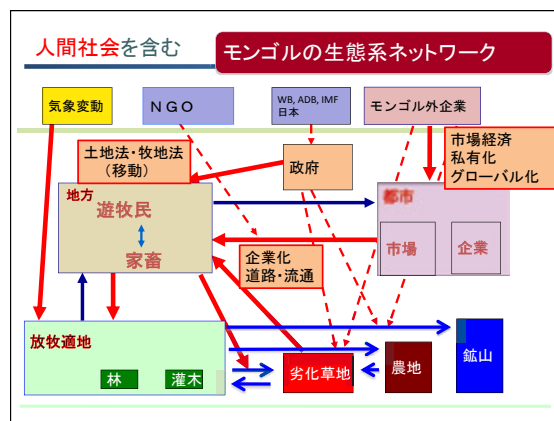 人間社会を含む
モンゴルの生態系ネットワーク
気象変動
ＮＧＯ
WB, ADB, IMF
日本
モンゴル外企業
市場経済
私有化
グローバル化
土地法・牧地法
（移動）
政府
地方
遊牧民
家畜
都市
市場
企業
企業化
道路・流通
放牧適地
林
灌木
劣化草地
農地
鉱山